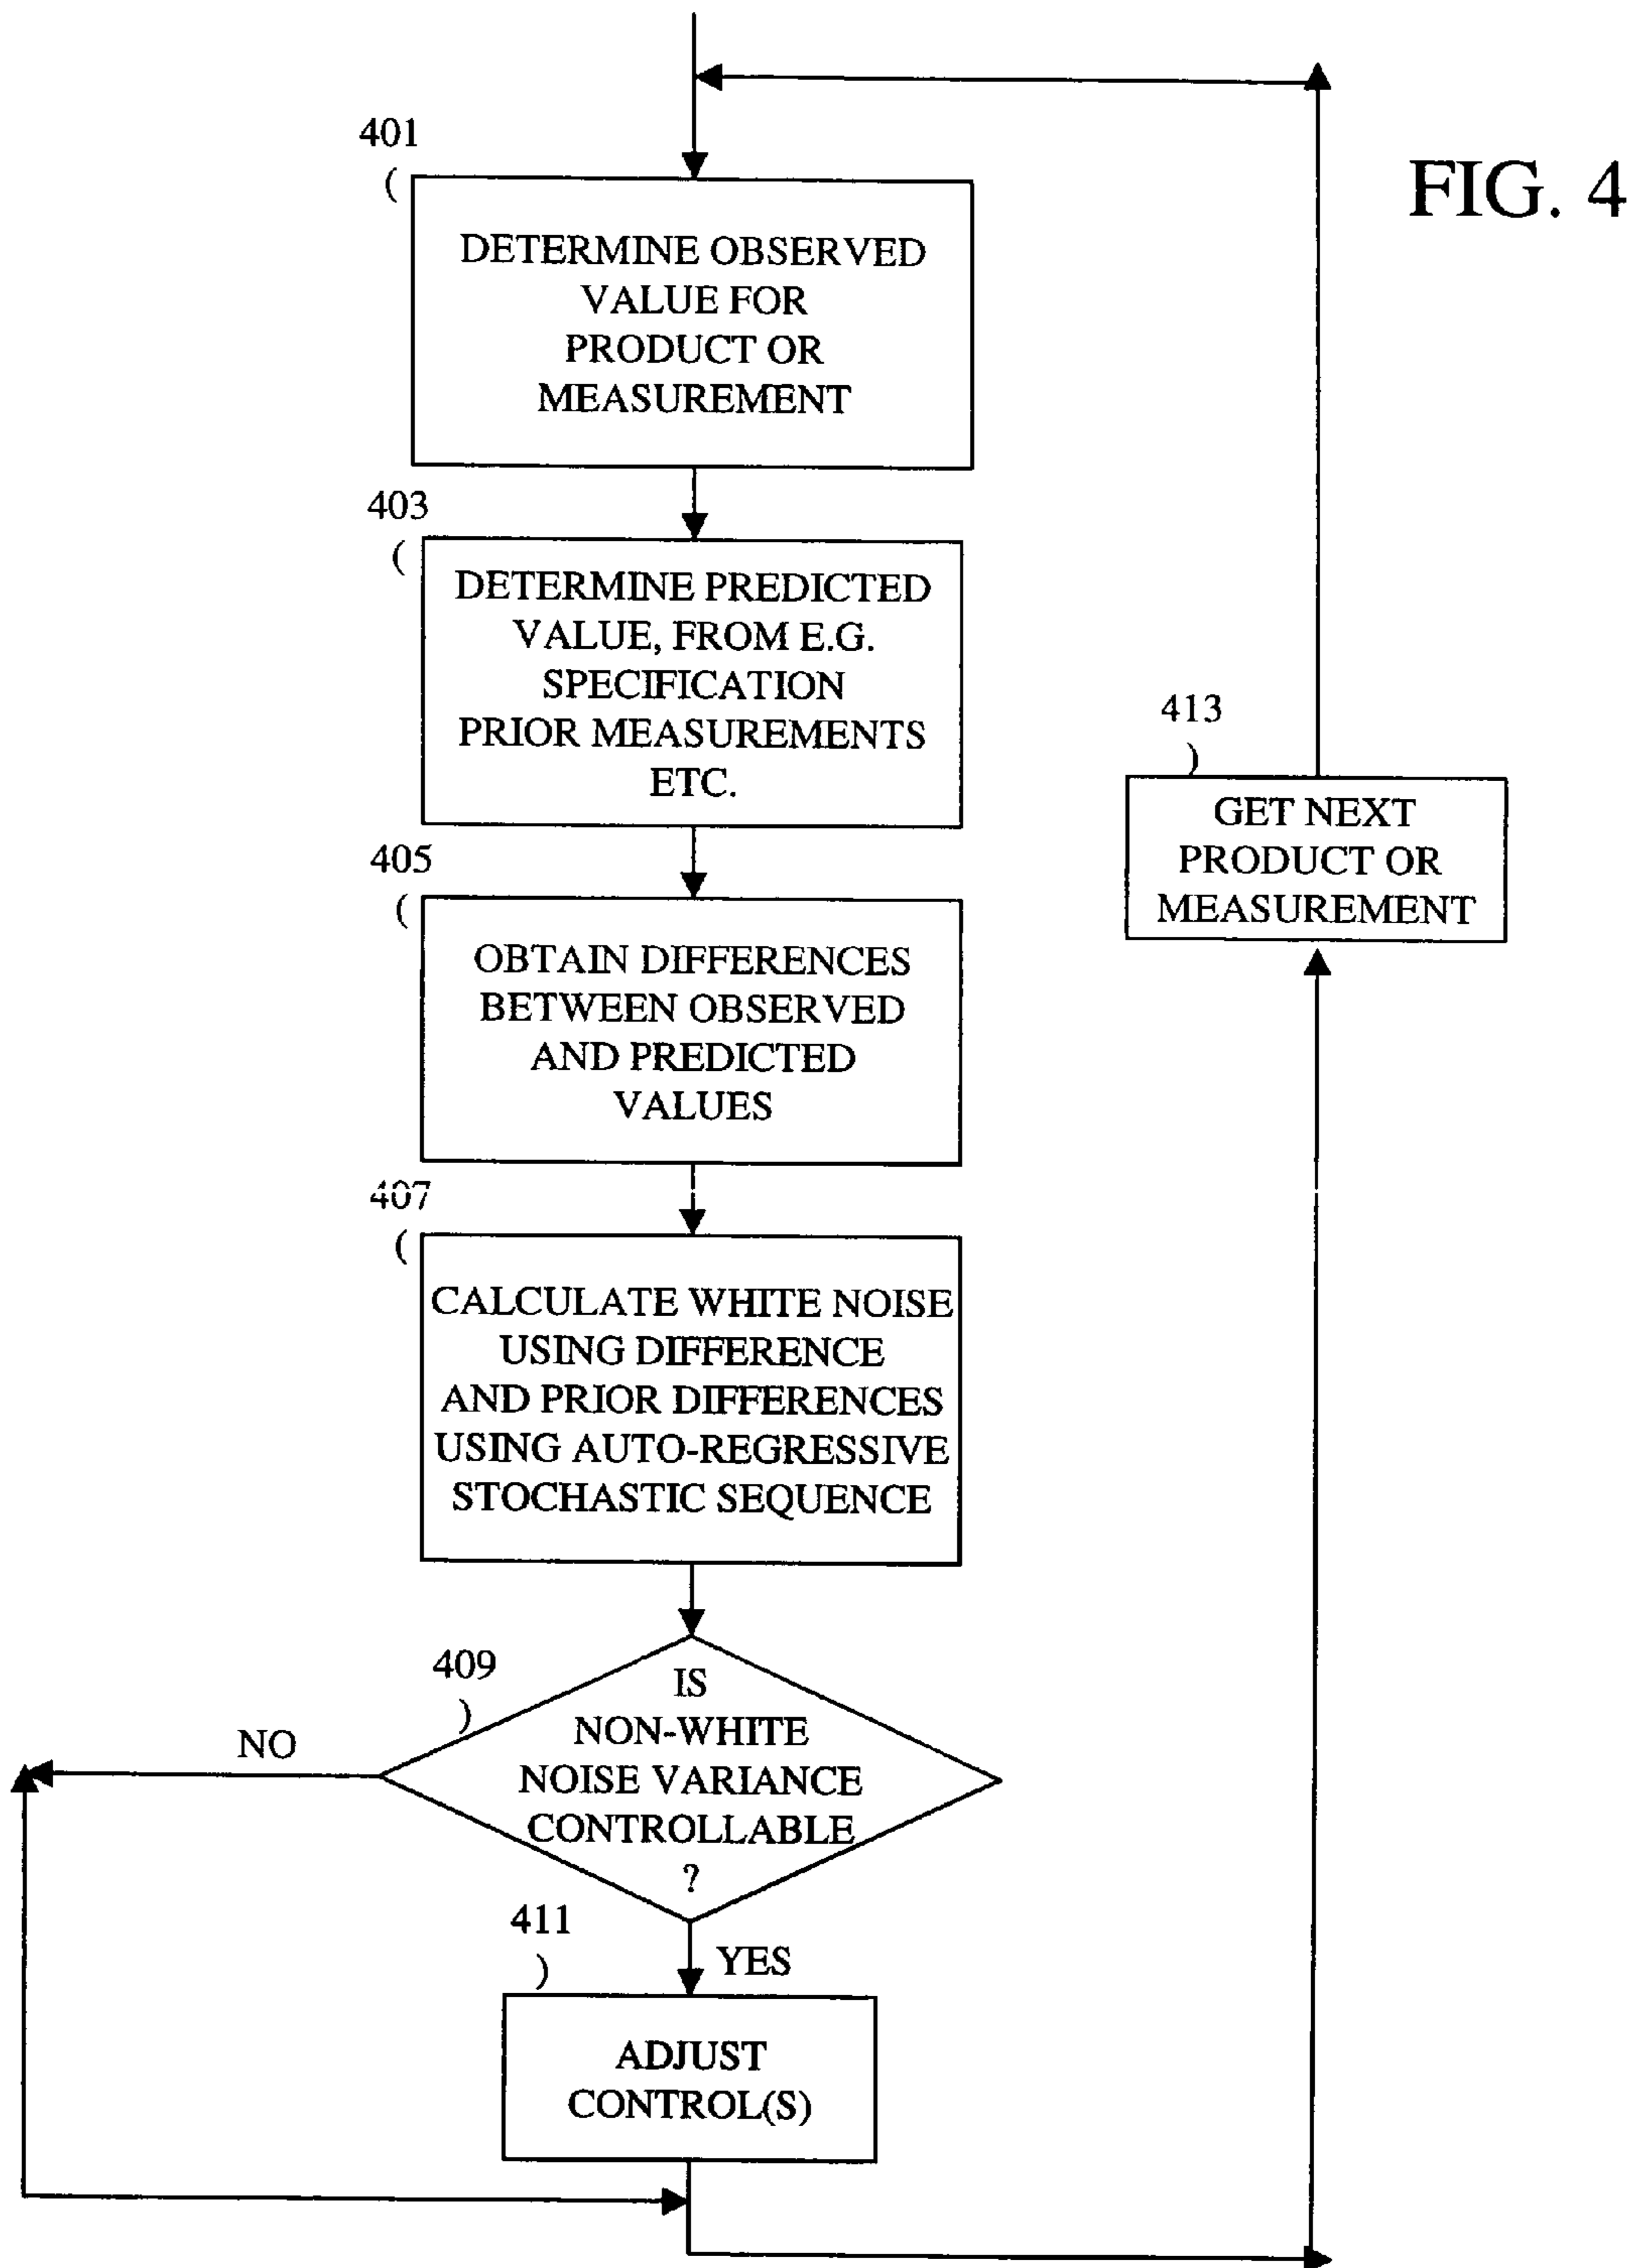 FIG. 4
401
DETERMINE OBSERVED
VALUE FOR
PRODUCT OR
MEASUREMENT
403
DETERMINE PREDICTED
VALUE, FROM E.G.
SPECIFICATION
PRIOR MEASUREMENTS
ETC.
405
OBTAIN DIFFERENCES
BETWEEN OBSERVED
AND PREDICTED
VALUES
407
CALCULATE WHITE NOISE
USING DIFFERENCE
AND PRIOR DIFFERENCES
USING AUTO-REGRESSIVE
STOCHASTIC SEQUENCE
409
IS
NON-WHITE
NOISE VARIANCE
CONTROLLABLE
?
NO
YES
411
ADJUST
CONTROL(S)
413
GET NEXT
PRODUCT OR
MEASUREMENT